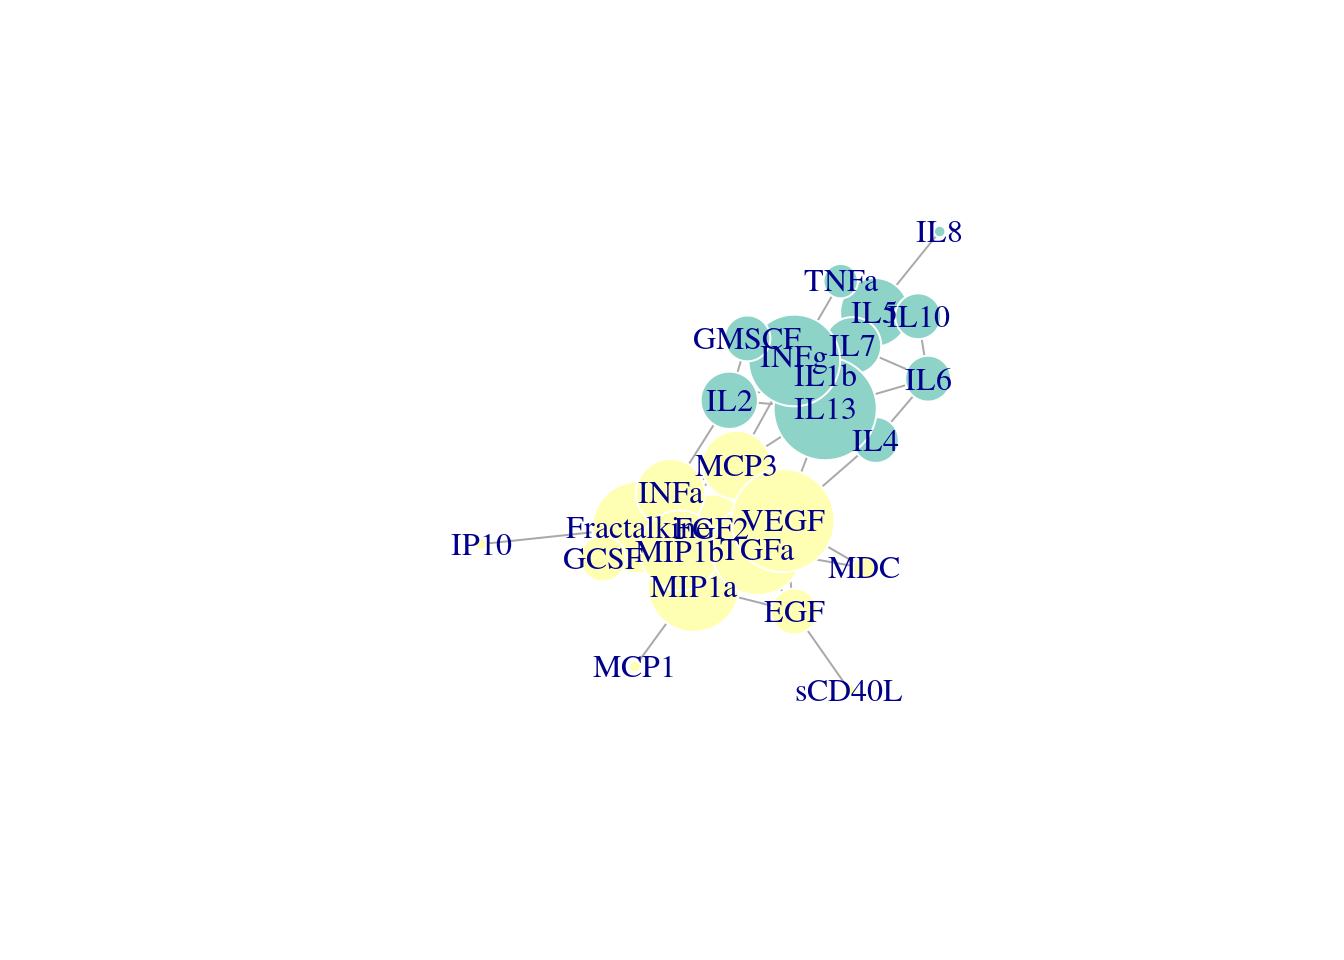 IL8
TNFa
IL5
IL10
GMSCF
IL7
INFg
IL1b
IL6
IL2
IL13
IL4
MCP3
INFa
VEGF
Fractalkine
FGF2
IP10
MIP1b
TGFa
GCSF
MDC
MIP1a
EGF
MCP1
sCD40L